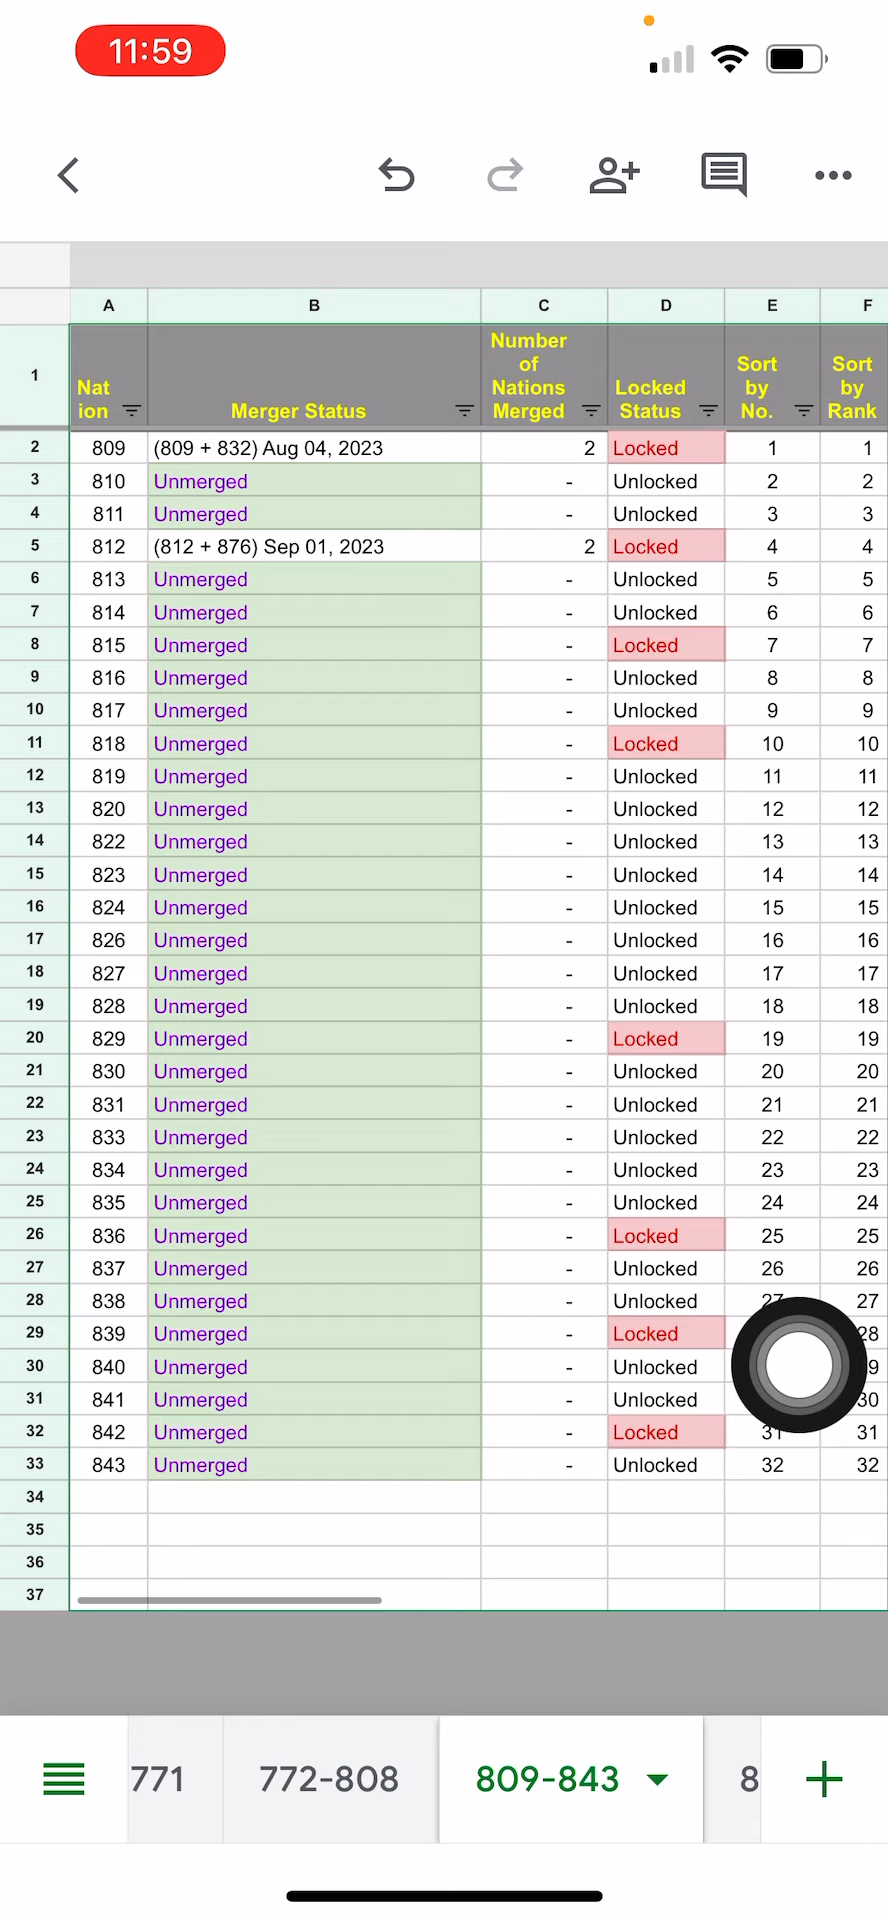 11:59
A B C D E F
1 Nation Merger Status Number of Nations Merged Locked Status Sort by No. Sort by Rank
2 809 (809 + 832) Aug 04, 2023 2 Locked 1 1
3 810 Unmerged - Unlocked 2 2
4 811 Unmerged - Unlocked 3 3
5 812 (812 + 876) Sep 01, 2023 2 Locked 4 4
6 813 Unmerged - Unlocked 5 5
7 814 Unmerged - Unlocked 6 6
8 815 Unmerged - Locked 7 7
9 816 Unmerged - Unlocked 8 8
10 817 Unmerged - Unlocked 9 9
11 818 Unmerged - Locked 10 10
12 819 Unmerged - Unlocked 11 11
13 820 Unmerged - Unlocked 12 12
14 822 Unmerged - Unlocked 13 13
15 823 Unmerged - Unlocked 14 14
16 824 Unmerged - Unlocked 15 15
17 826 Unmerged - Unlocked 16 16
18 827 Unmerged - Unlocked 17 17
19 828 Unmerged - Unlocked 18 18
20 829 Unmerged - Locked 19 19
21 830 Unmerged - Unlocked 20 20
22 831 Unmerged - Unlocked 21 21
23 833 Unmerged - Unlocked 22 22
24 834 Unmerged - Unlocked 23 23
25 835 Unmerged - Unlocked 24 24
26 836 Unmerged - Locked 25 25
27 837 Unmerged - Unlocked 26 26
28 838 Unmerged - Unlocked 27 27
29 839 Unmerged - Locked 28
30 840 Unmerged - Unlocked 9
31 841 Unmerged - Unlocked 30
32 842 Unmerged - Locked 31 31
33 843 Unmerged - Unlocked 32 32
34
35
36
37
771 772-808 809-843 8